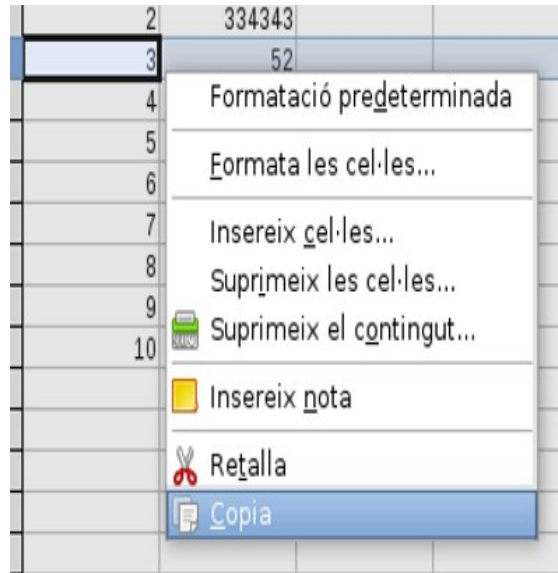 2 334343
3 52
4 Formatació predeterminada
5
Formata les cel·les...
6
7 Insereix cel·les...
8 Suprimeix les cel·les...
9 Suprimeix el contingut...
10
Insereix nota
Retalla
Copia